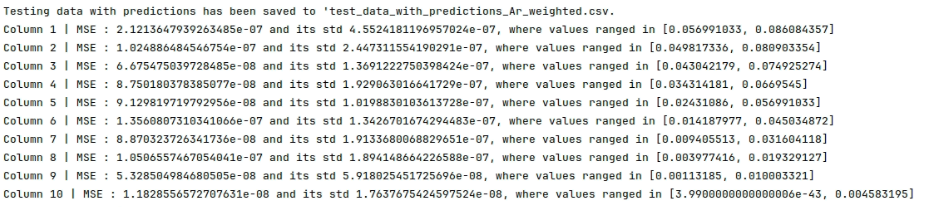 Testing data with predictions has been saved to 'test_data_with_predictions_Ar_weighted.csv.
Column 1 | MSE : 2.1213647939263485e-07 and its std 4.5524181196957024e-07, where values ranged in [0.056991033, 0.086084357]
Column 2 | MSE : 1.024886484546754e-07 and its std 2.447311554190291e-07, where values ranged in [0.049817336, 0.080903354]
Column 3 | MSE : 6.675475039728485e-08 and its std 1.3691222750398424e-07, where values ranged in [0.043042179, 0.074925274]
Column 4 | MSE : 8.750180378385077e-08 and its std 1.929063016641729e-07, where values ranged in [0.034314181, 0.0669545]
Column 5 | MSE : 9.129819719792956e-08 and its std 1.0198830103613728e-07, where values ranged in [0.02431086, 0.056991033]
Column 6 | MSE : 1.3560807310341066e-07 and its std 1.3426701674294483e-07, where values ranged in [0.014187977, 0.045034872]
Column 7 | MSE : 8.870323726341736e-08 and its std 1.9133680068829651e-07, where values ranged in [0.009405513, 0.031604118]
Column 8 | MSE : 1.0506557467054041e-07 and its std 1.8941486642265​88e-07, where values ranged in [0.003977416, 0.019329127]
Column 9 | MSE : 5.328504984680505e-08 and its std 5.918025451725696e-08, where values ranged in [0.00113185, 0.010003321]
Column 10 | MSE : 1.1828556572707631e-08 and its std 1.7637675424597524e-08, where values ranged in [3.9900000000000006e-43, 0.004583195]